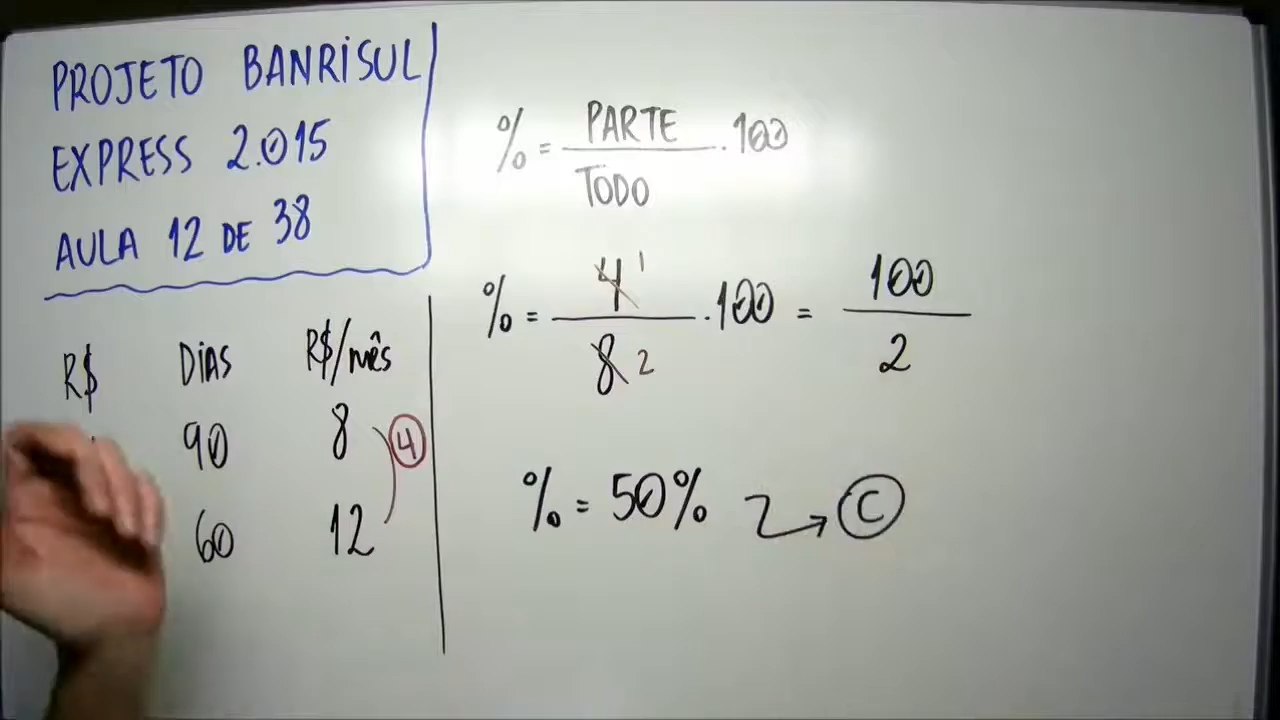 PROJETO BANRISUL
EXPRESS 2.015
AULA 12 DE 38
% = PARTE / TODO . 100
% = 4 1 / 8 2 . 100 = 100 / 2
% = 50% C
R$ DIAS R$/mês
90 8
4
60 12